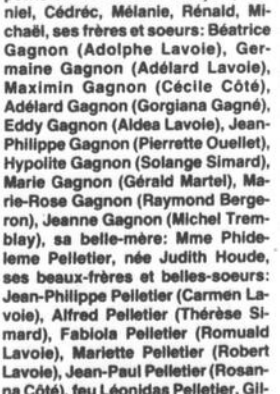 niel, Cédréc, Mélanie, Rénald, Mi-
chaël, ses frères et soeurs: Béatrice
Gagnon (Adolphe Lavoie), Ger-
maine Gagnon (Adélard Lavoie),
Maximin Gagnon (Cécile Côté),
Adélard Gagnon (Gorgiana Gagné),
Eddy Gagnon (Aldea Lavoie), Jean-
Philippe Gagnon (Pierrette Ouellet),
Hypolite Gagnon (Solange Simard),
Marie Gagnon (Gérald Martel), Ma-
rie-Rose Gagnon (Raymond Berge-
ron), Jeanne Gagnon (Michel Trem-
blay), sa belle-mère: Mme Phide-
leme Pelletier, née Judith Houde,
ses beaux-frères et belles-soeurs:
Jean-Philippe Pelletier (Carmen La-
voie), Alfred Pelletier (Thérèse Si-
mard), Fabiola Pelletier (Romuald
Lavoie), Mariette Pelletier (Robert
Lavoie), Jean-Paul Pelletier (Rosan-
na Côté), feu Léonidas Pelletier, Gil-